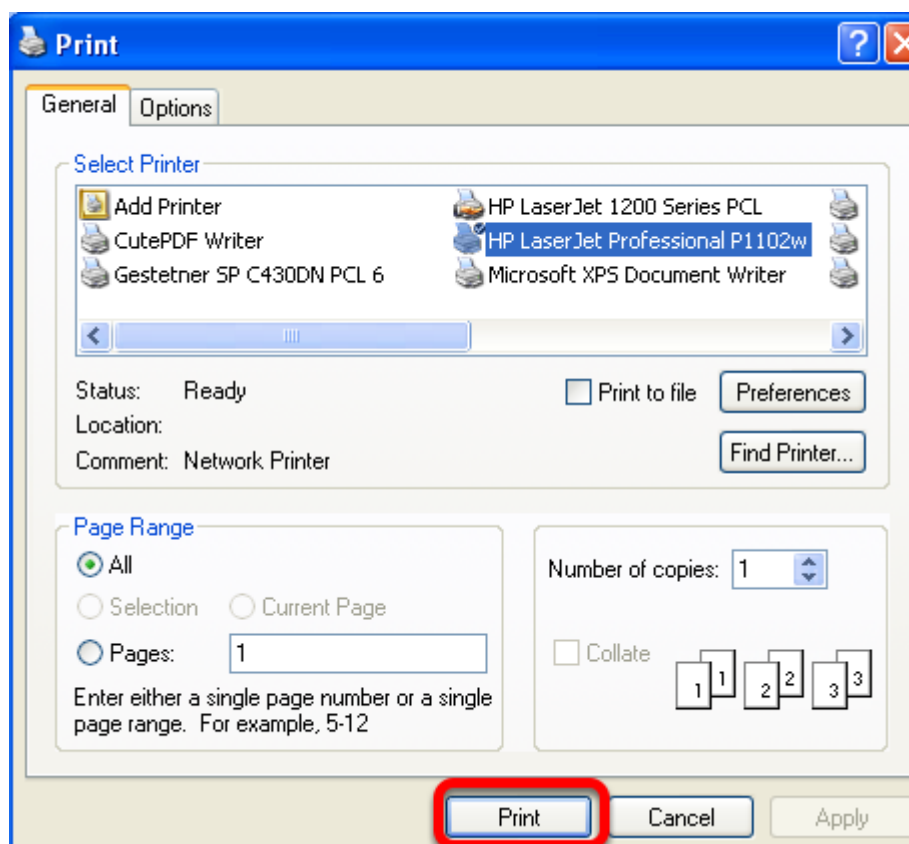 Print
General Options
Select Printer
Add Printer HP LaserJet 1200 Series PCL
CutePDF Writer HP LaserJet Professional P1102w
Gestetner SP C430DN PCL 6 Microsoft XPS Document Writer
Status: Ready Print to file Preferences
Location:
Comment: Network Printer Find Printer...
Page Range
All
Number of copies: 1
Selection Current Page
Pages: 1
Collate
1 1 2 2 3 3
Enter either a single page number or a single
page range. For example, 5-12
Print Cancel Apply